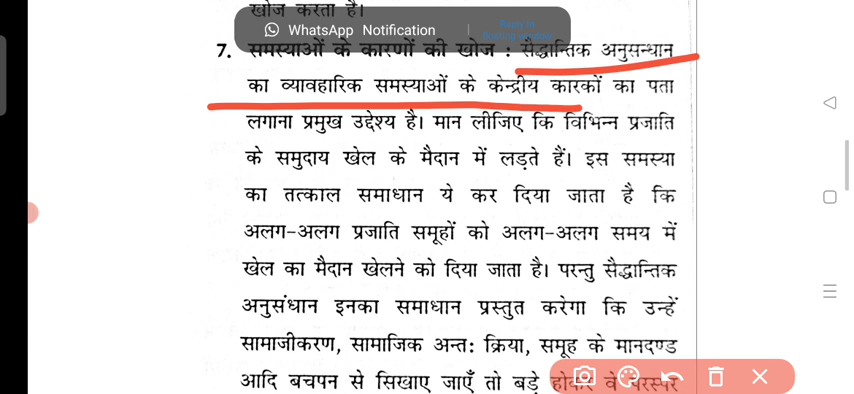 खोज करता है।
WhatsApp Notification
7. समस्याओं के कारणों की खोज : सैद्धान्तिक अनुसन्धान
का व्यावहारिक समस्याओं के केन्द्रीय कारकों का पता
लगाना प्रमुख उद्देश्य है। मान लीजिए कि विभिन्न प्रजाति
के समुदाय खेल के मैदान में लड़ते हैं। इस समस्या
का तत्काल समाधान ये कर दिया जाता है कि
अलग-अलग प्रजाति समूहों को अलग-अलग समय में
खेल का मैदान खेलने को दिया जाता है। परन्तु सैद्धान्तिक
अनुसंधान इनका समाधान प्रस्तुत करेगा कि उन्हें
सामाजीकरण, सामाजिक अन्त: क्रिया, समूह के मानदण्ड
आदि बचपन से सिखाए जाएँ तो बड़े होकर वे परस्पर